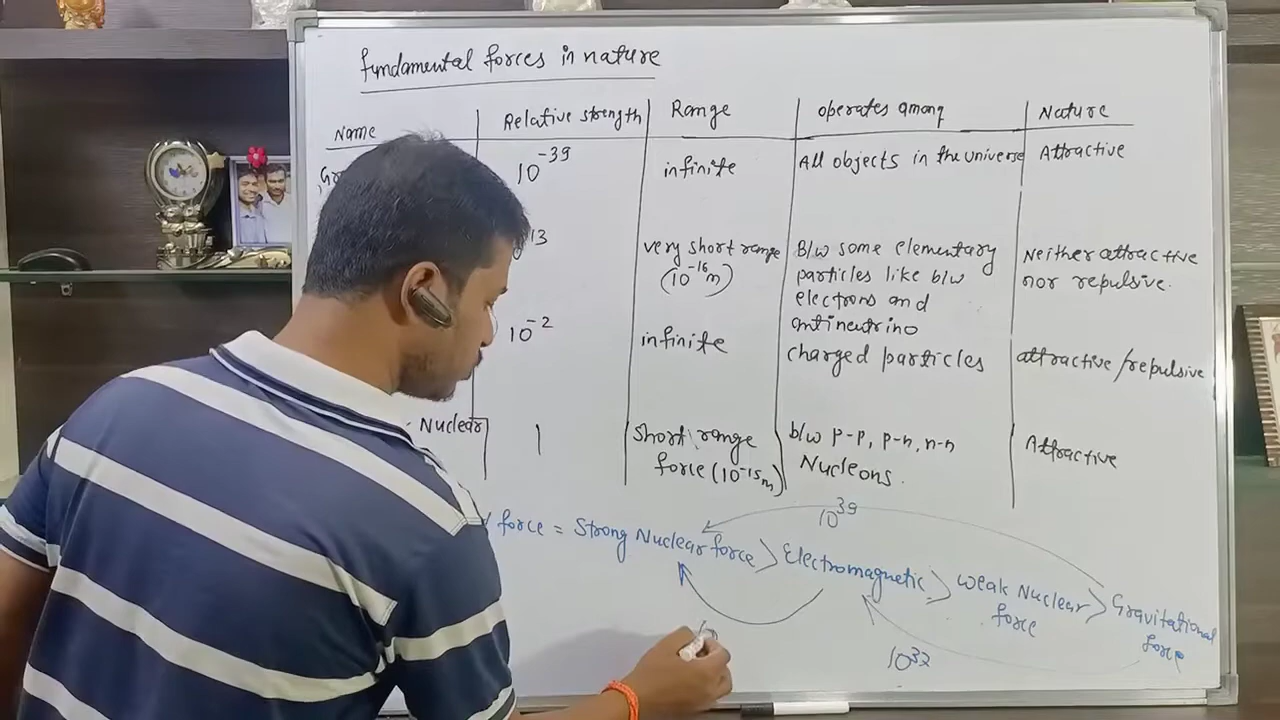 fundamental forces in nature
Name Relative strength Range operates among Nature
10^-39 infinite All objects in the universe Attractive
13 very short range (10^-16 m) B/w some elementary particles like b/w electrons and antineutrino Neither attractive nor repulsive.
10^-2 infinite charged particles attractive/repulsive
Nuclear 1 short range force (10^-15 m) b/w p-p, p-n, n-n Nucleons. Attractive
10^39
force = Strong Nuclear force > Electromagnetic > weak Nuclear force > Gravitational force
10^37